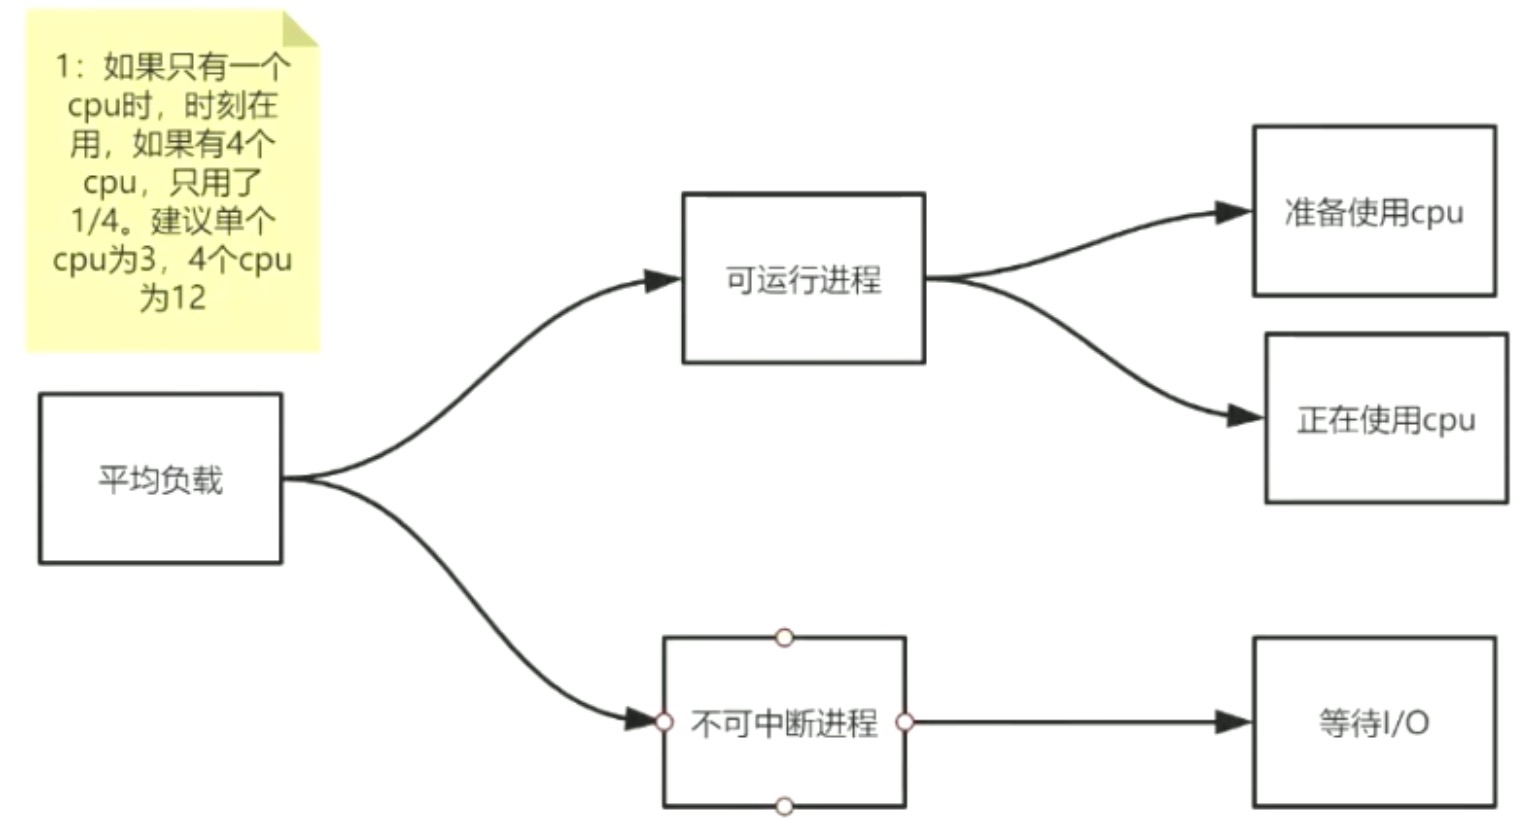 1：如果只有一个
cpu时，时刻在
用，如果有4个
cpu，只用了
1/4。建议单个
cpu为3，4个cpu
为12
平均负载
可运行进程
准备使用cpu
正在使用cpu
不可中断进程
等待I/O